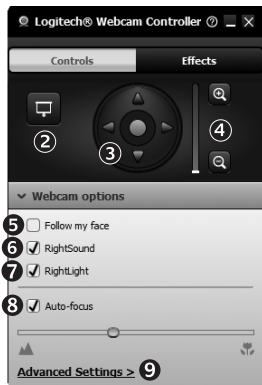 Logitech® Webcam Controller
Controls Effects
2
3
4
Webcam options
5 Follow my face
6 RightSound
7 RightLight
8 Auto-focus
Advanced Settings > 9